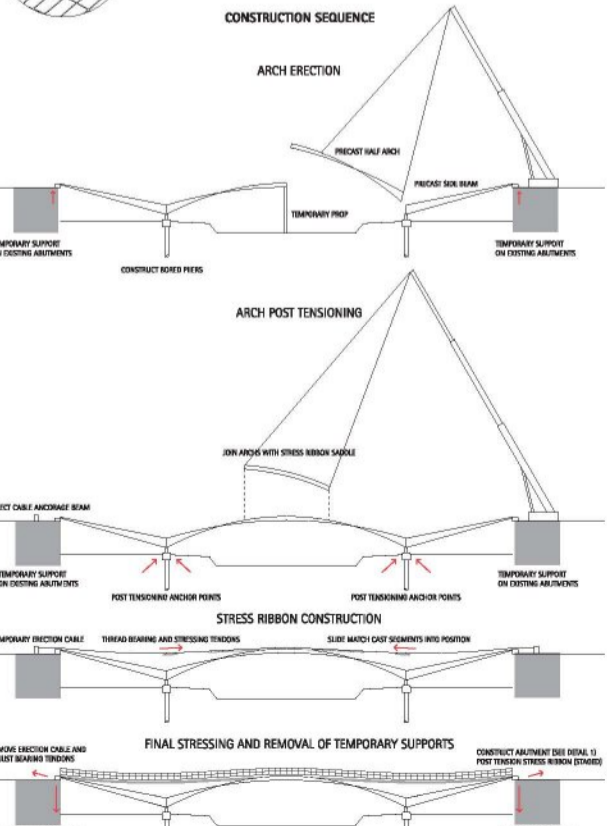 CONSTRUCTION SEQUENCE
ARCH ERECTION
PRECAST HALF ARCH
PRECAST SIDE BEAM
TEMPORARY PROP
EMPORARY SUPPORT
N EXISTING ABUTMENTS
TEMPORARY SUPPORT
ON EXISTING ABUTMENTS
CONSTRUCT BORED PIERS
ARCH POST TENSIONING
JOIN ARCHS WITH STRESS RIBBON SADDLE
ECT CABLE ANCORAGE BEAM
TEMPORARY SUPPORT
ON EXISTING ABUTMENTS
TEMPORARY SUPPORT
ON EXISTING ABUTMENTS
POST TENSIONING ANCHOR POINTS
POST TENSIONING ANCHOR POINTS
STRESS RIBBON CONSTRUCTION
MPORARY ERECTION CABLE
THREAD BEARING AND STRESSING TENDONS
SLIDE MATCH CAST SEGMENTS INTO POSITION
FINAL STRESSING AND REMOVAL OF TEMPORARY SUPPORTS
MOVE ERECTION CABLE AND
UST BEARING TENDONS
CONSTRUCT ABUTMENT (SEE DETAIL 1)
POST TENSION STRESS RIBBON (STAGED)